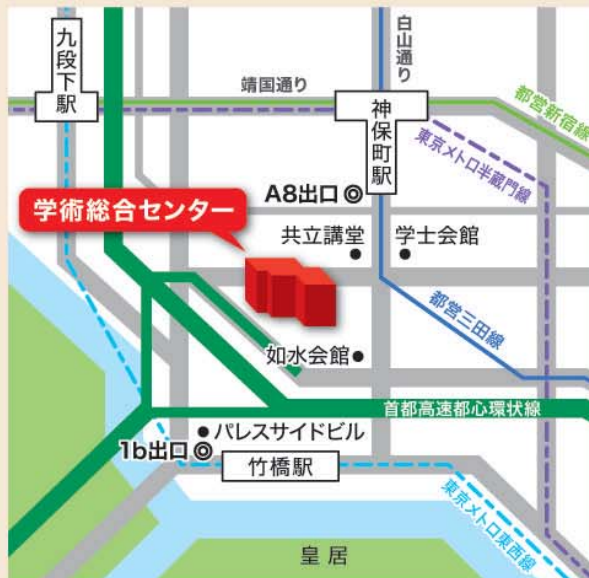 九段下駅
靖国通り
白山通り
神保町駅
都営新宿線
東京メトロ半蔵門線
A8出口
学術総合センター
共立講堂
学士会館
都営三田線
如水会館
首都高速都心環状線
パレスサイドビル
1b出口
竹橋駅
東京メトロ東西線
皇居